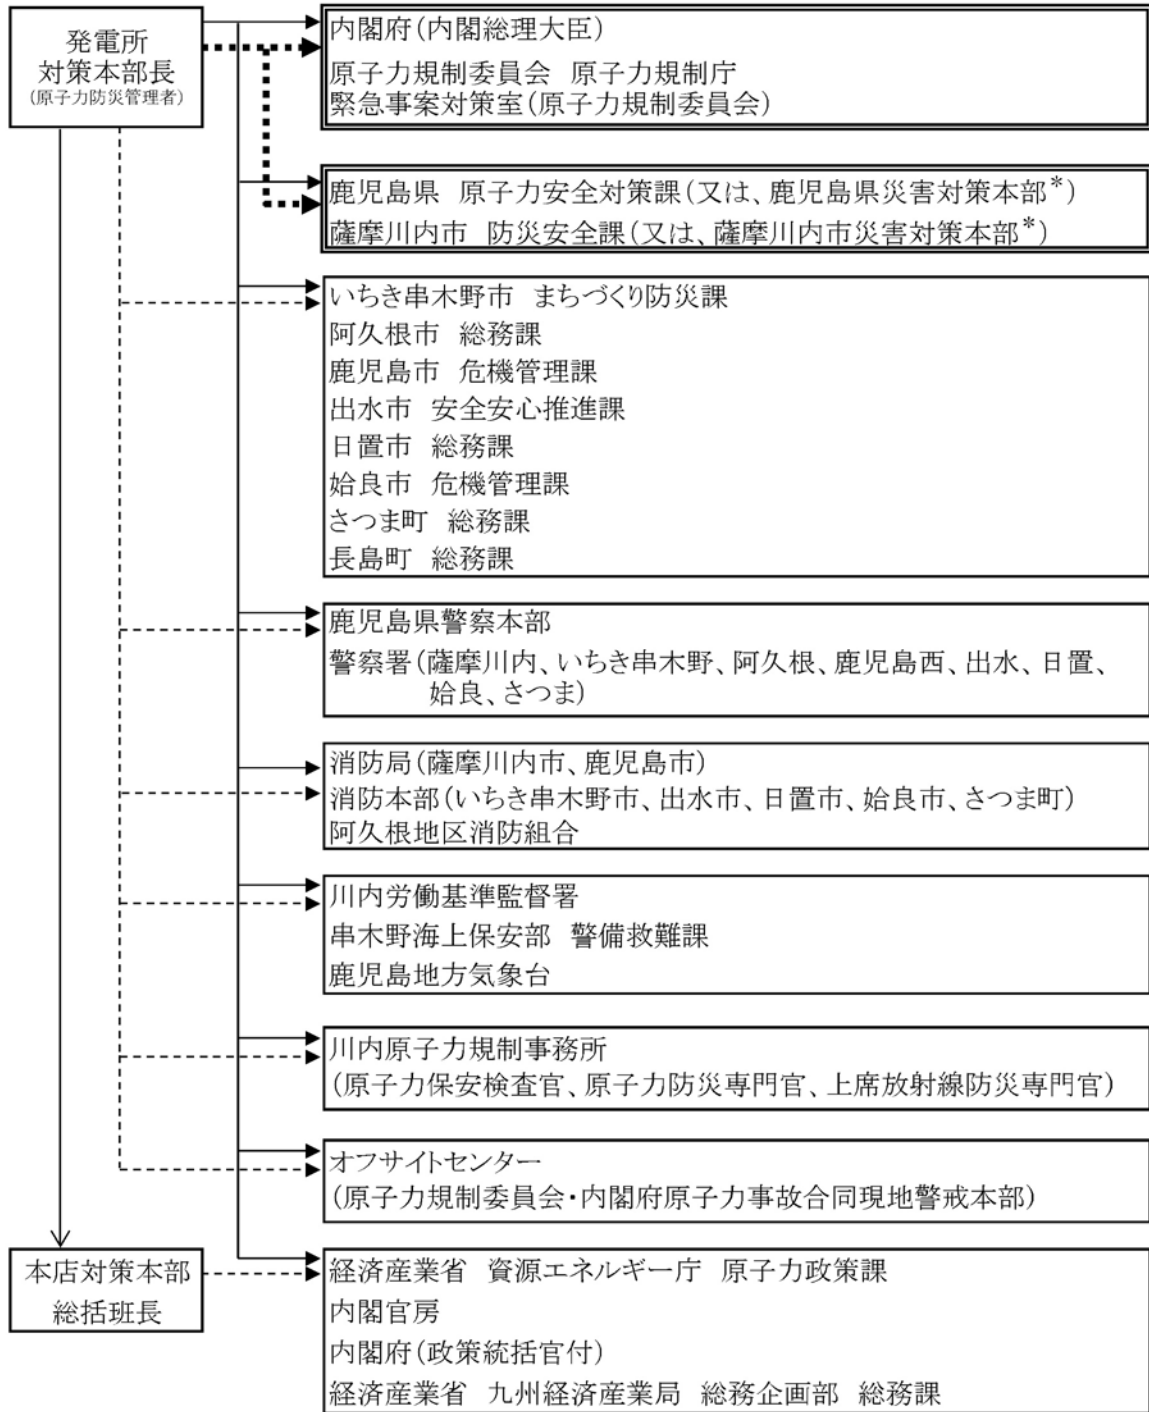 発電所
対策本部長
(原子力防災管理者)
内閣府(内閣総理大臣)
原子力規制委員会 原子力規制庁
緊急事案対策室(原子力規制委員会)
鹿児島県 原子力安全対策課(又は、鹿児島県災害対策本部*)
薩摩川内市 防災安全課(又は、薩摩川内市災害対策本部*)
いちき串木野市 まちづくり防災課
阿久根市 総務課
鹿児島市 危機管理課
出水市 安全安心推進課
日置市 総務課
姶良市 危機管理課
さつま町 総務課
長島町 総務課
鹿児島県警察本部
警察署(薩摩川内、いちき串木野、阿久根、鹿児島西、出水、日置、
姶良、さつま)
消防局(薩摩川内市、鹿児島市)
消防本部(いちき串木野市、出水市、日置市、姶良市、さつま町)
阿久根地区消防組合
川内労働基準監督署
串木野海上保安部 警備救難課
鹿児島地方気象台
川内原子力規制事務所
(原子力保安検査官、原子力防災専門官、上席放射線防災専門官)
オフサイトセンター
(原子力規制委員会・内閣府原子力事故合同現地警戒本部)
本店対策本部
総括班長
経済産業省 資源エネルギー庁 原子力政策課
内閣官房
内閣府(政策統括官付)
経済産業省 九州経済産業局 総務企画部 総務課